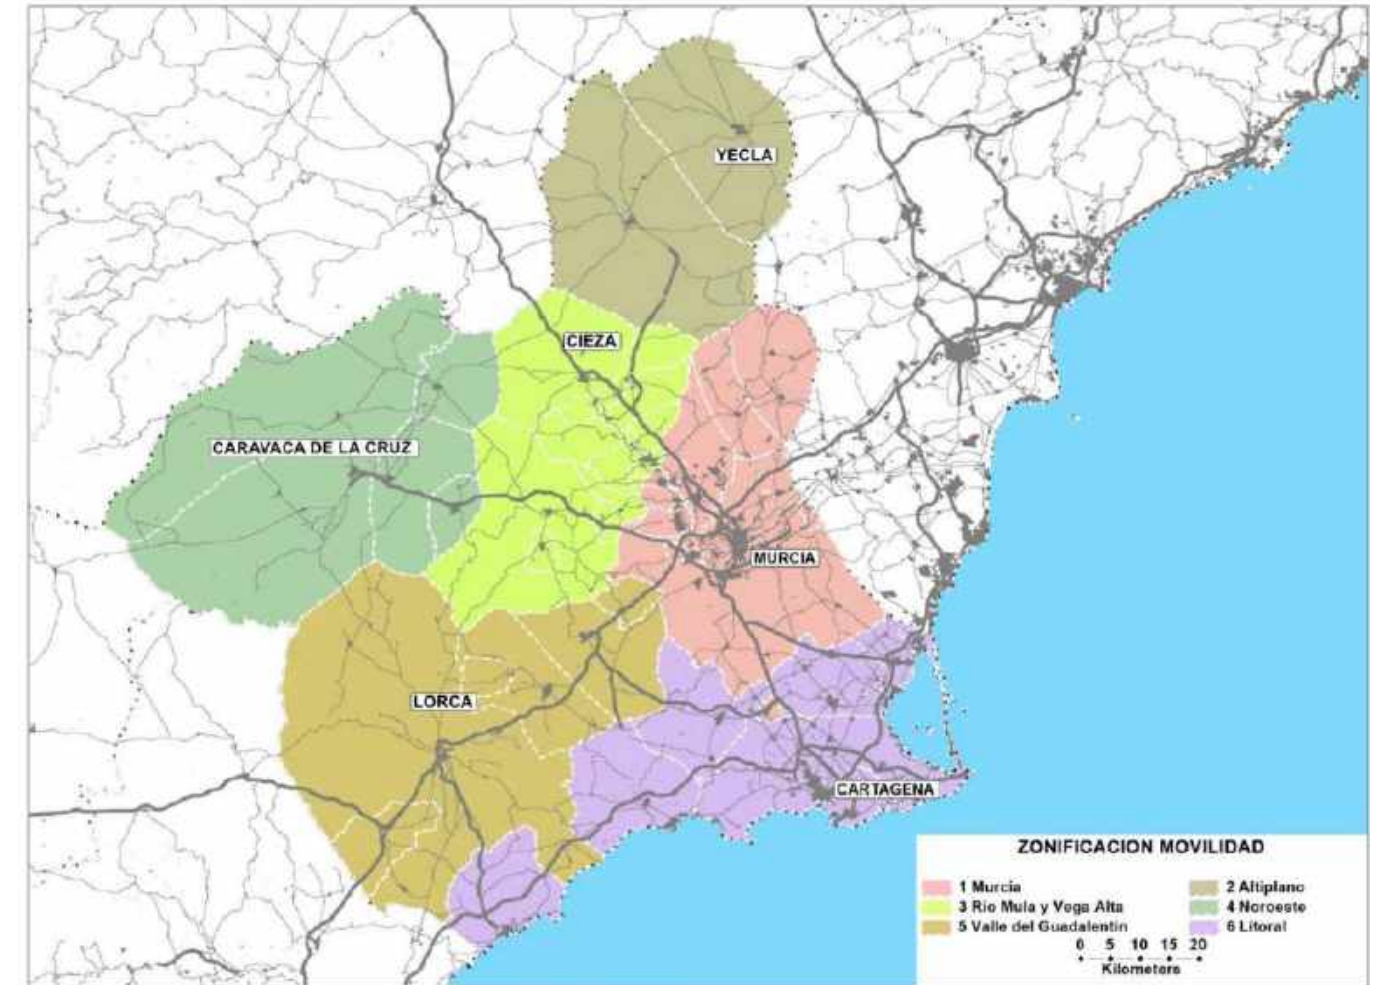 YECLA
CIEZA
CARAVACA DE LA CRUZ
MURCIA
LORCA
CARTAGENA
ZONIFICACION MOVILIDAD
1 Murcia 2 Altiplano
3 Rio Mula y Vega Alta 4 Noroeste
5 Valle del Guadalentin 6 Litoral
0 5 10 15 20
Kilometers